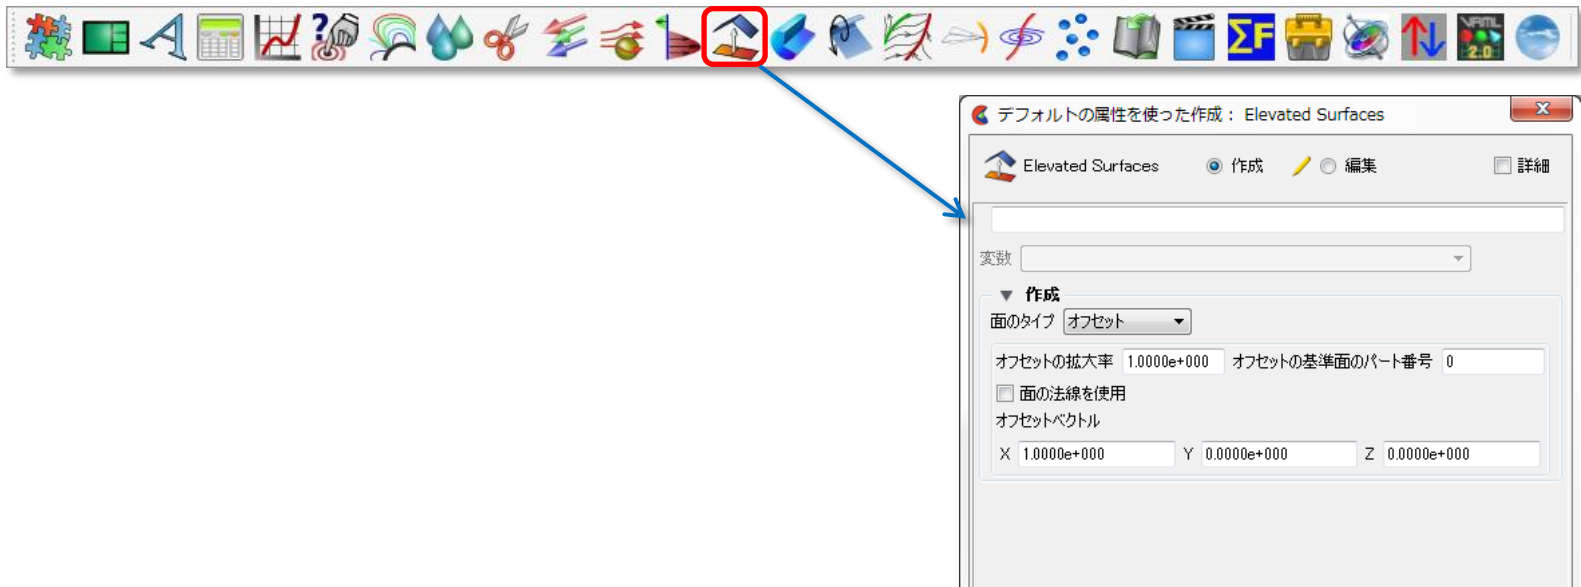 ? ΣF VRML
2.0
デフォルトの属性を使った作成： Elevated Surfaces X
Elevated Surfaces 作成 編集 詳細
変数
▼ 作成
面のタイプ オフセット
オフセットの拡大率 1.0000e+000 オフセットの基準面のパート番号 0
面の法線を使用
オフセットベクトル
X 1.0000e+000 Y 0.0000e+000 Z 0.0000e+000